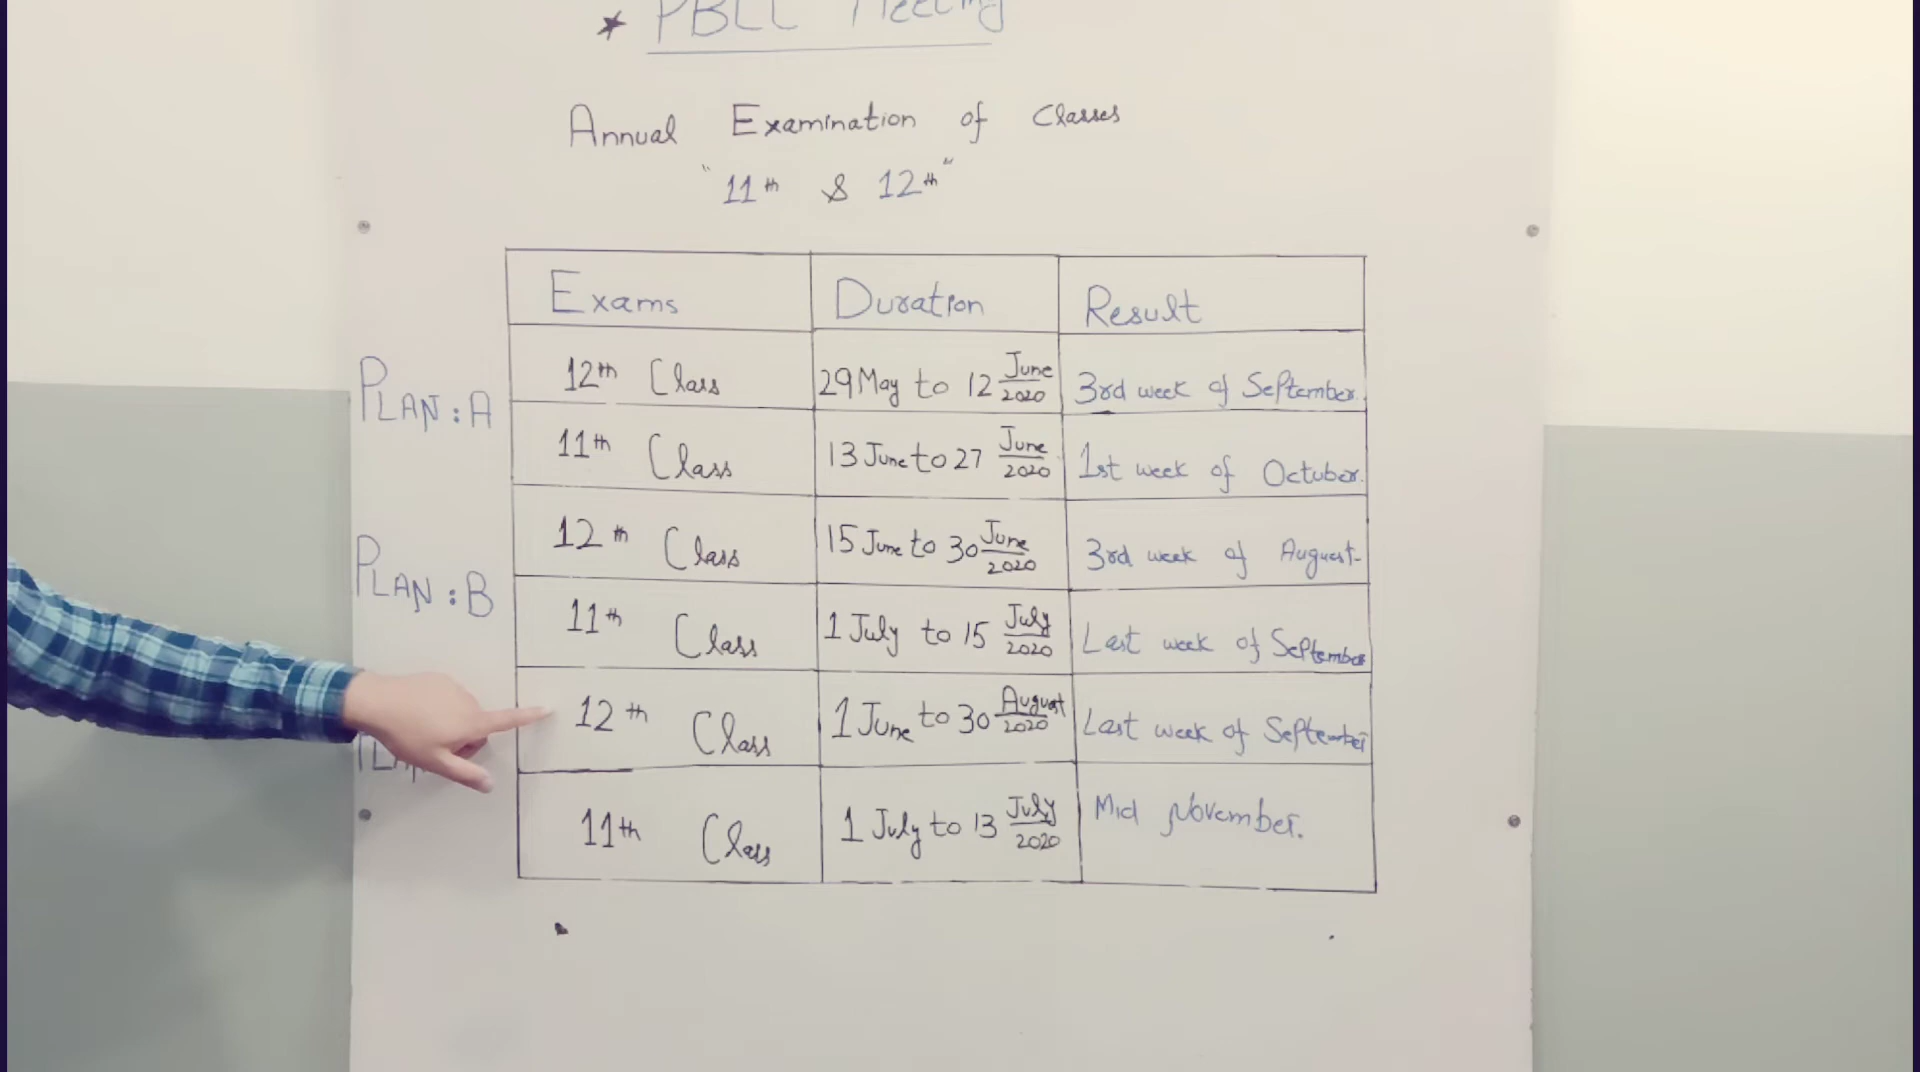 * PBCC Meeting
Annual Examination of Classes
"11th & 12th"
Exams Duration Result
PLAN : A
12th Class 29 May to 12 June 2020 3rd week of September.
11th Class 13 June to 27 June 2020 1st week of Octuber.
PLAN : B
12th Class 15 June to 30 June 2020 3rd week of August
11th Class 1 July to 15 July 2020 Last week of September
12th Class 1 June to 30 August 2020 Last week of September
11th Class 1 July to 13 July 2020 Mid November.